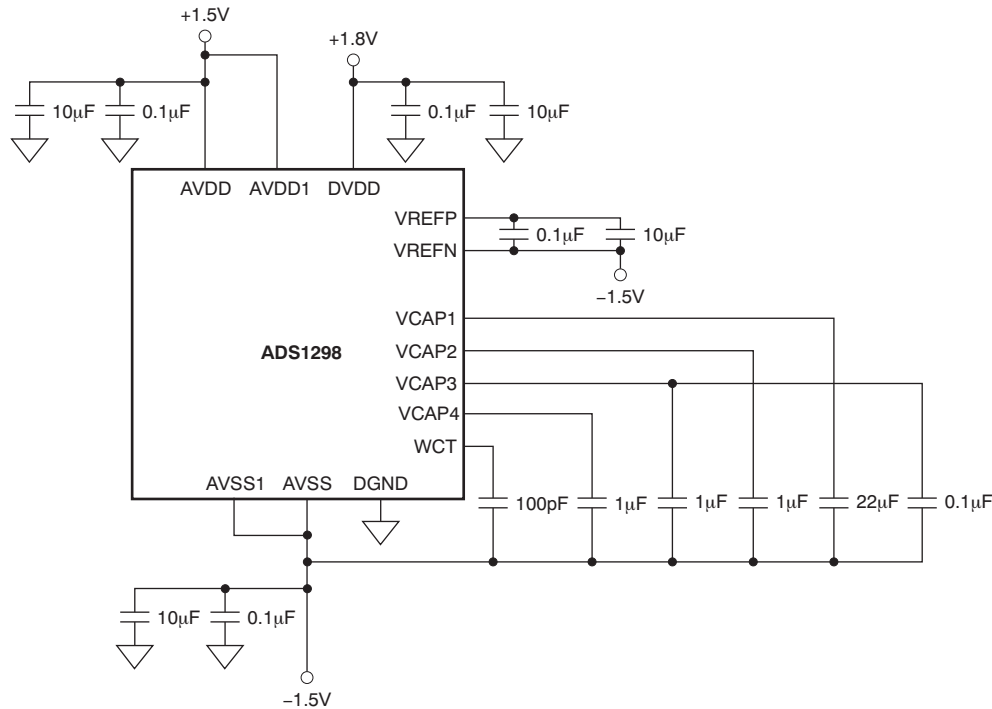 +1.5V
+1.8V
10µF
0.1µF
0.1µF
10µF
AVDD
AVDD1
DVDD
VREFP
0.1µF
10µF
VREFN
−1.5V
VCAP1
ADS1298
VCAP2
VCAP3
VCAP4
WCT
AVSS1
AVSS
DGND
100pF
1µF
1µF
1µF
22µF
0.1µF
10µF
0.1µF
−1.5V